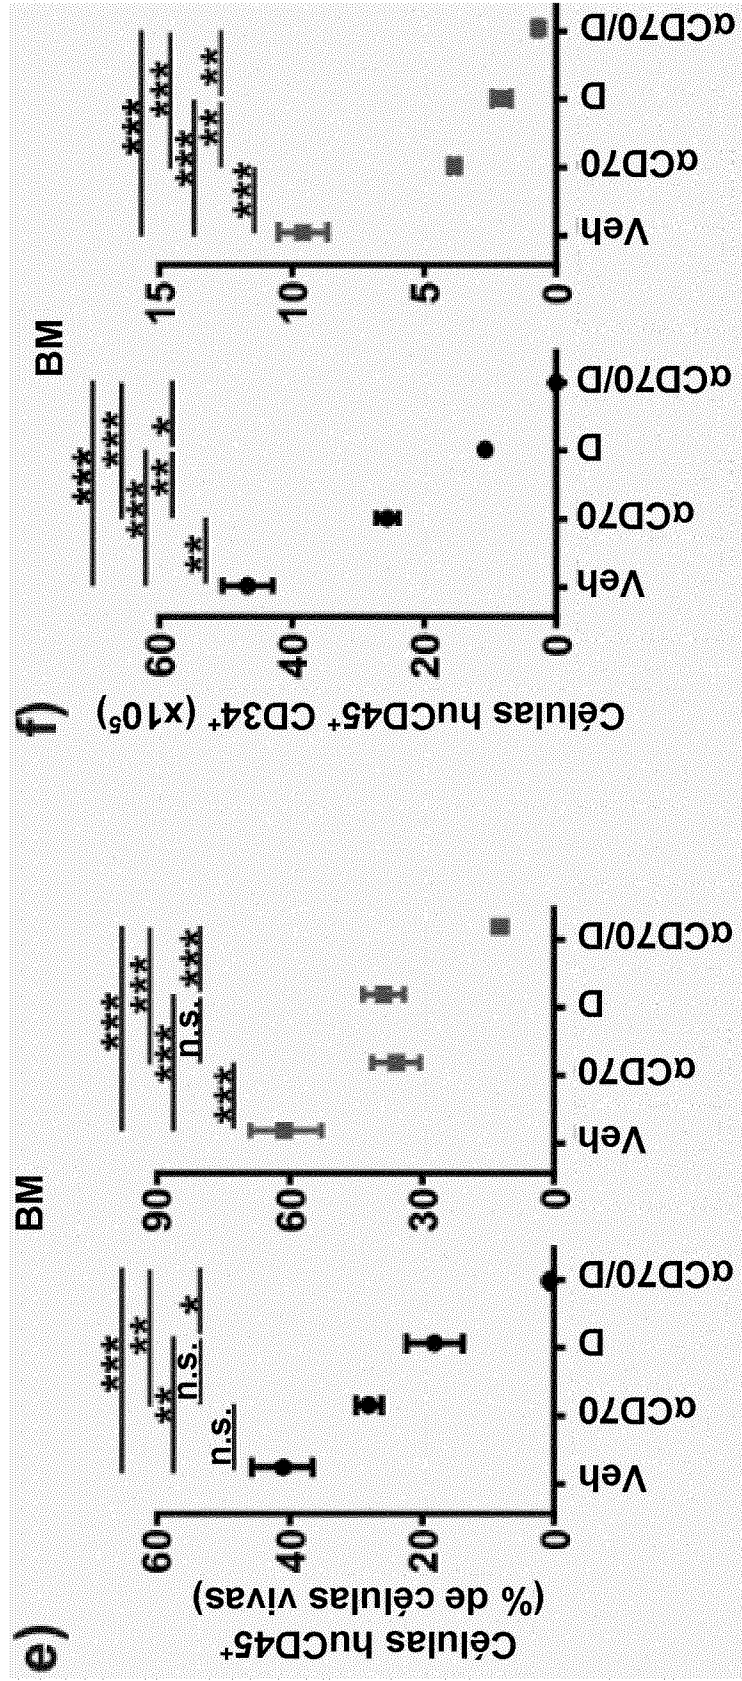 e)
BM
Células huCD45⁺
(% de células vivas)
60
40
20
0
***
**
**
n.s.
*
n.s.
Veh
αCD70
D
αCD70/D
90
60
30
0
***
***
***
n.s.
***
***
Veh
αCD70
D
αCD70/D
f)
BM
Células huCD45⁺ CD34⁺ (x10⁵)
60
40
20
0
***
***
***
**
*
**
Veh
αCD70
D
αCD70/D
15
10
5
0
***
***
***
**
**
***
Veh
αCD70
D
αCD70/D